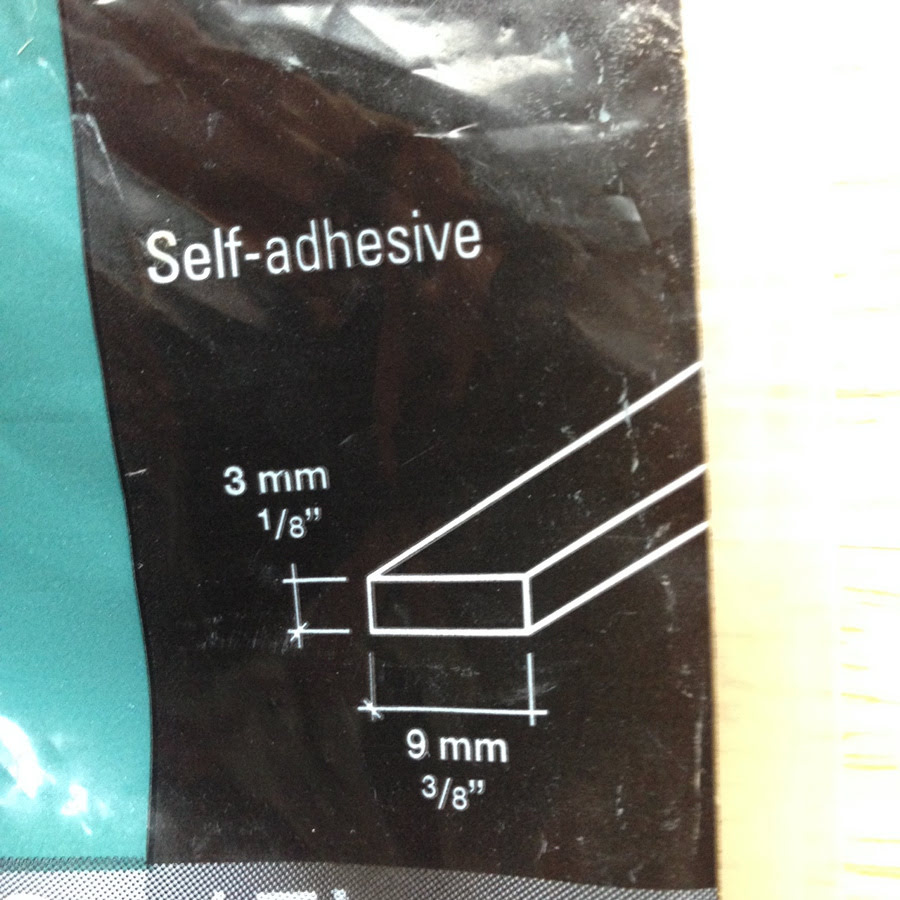 Self-adhesive
3 mm
1/8”
9 mm
3/8”